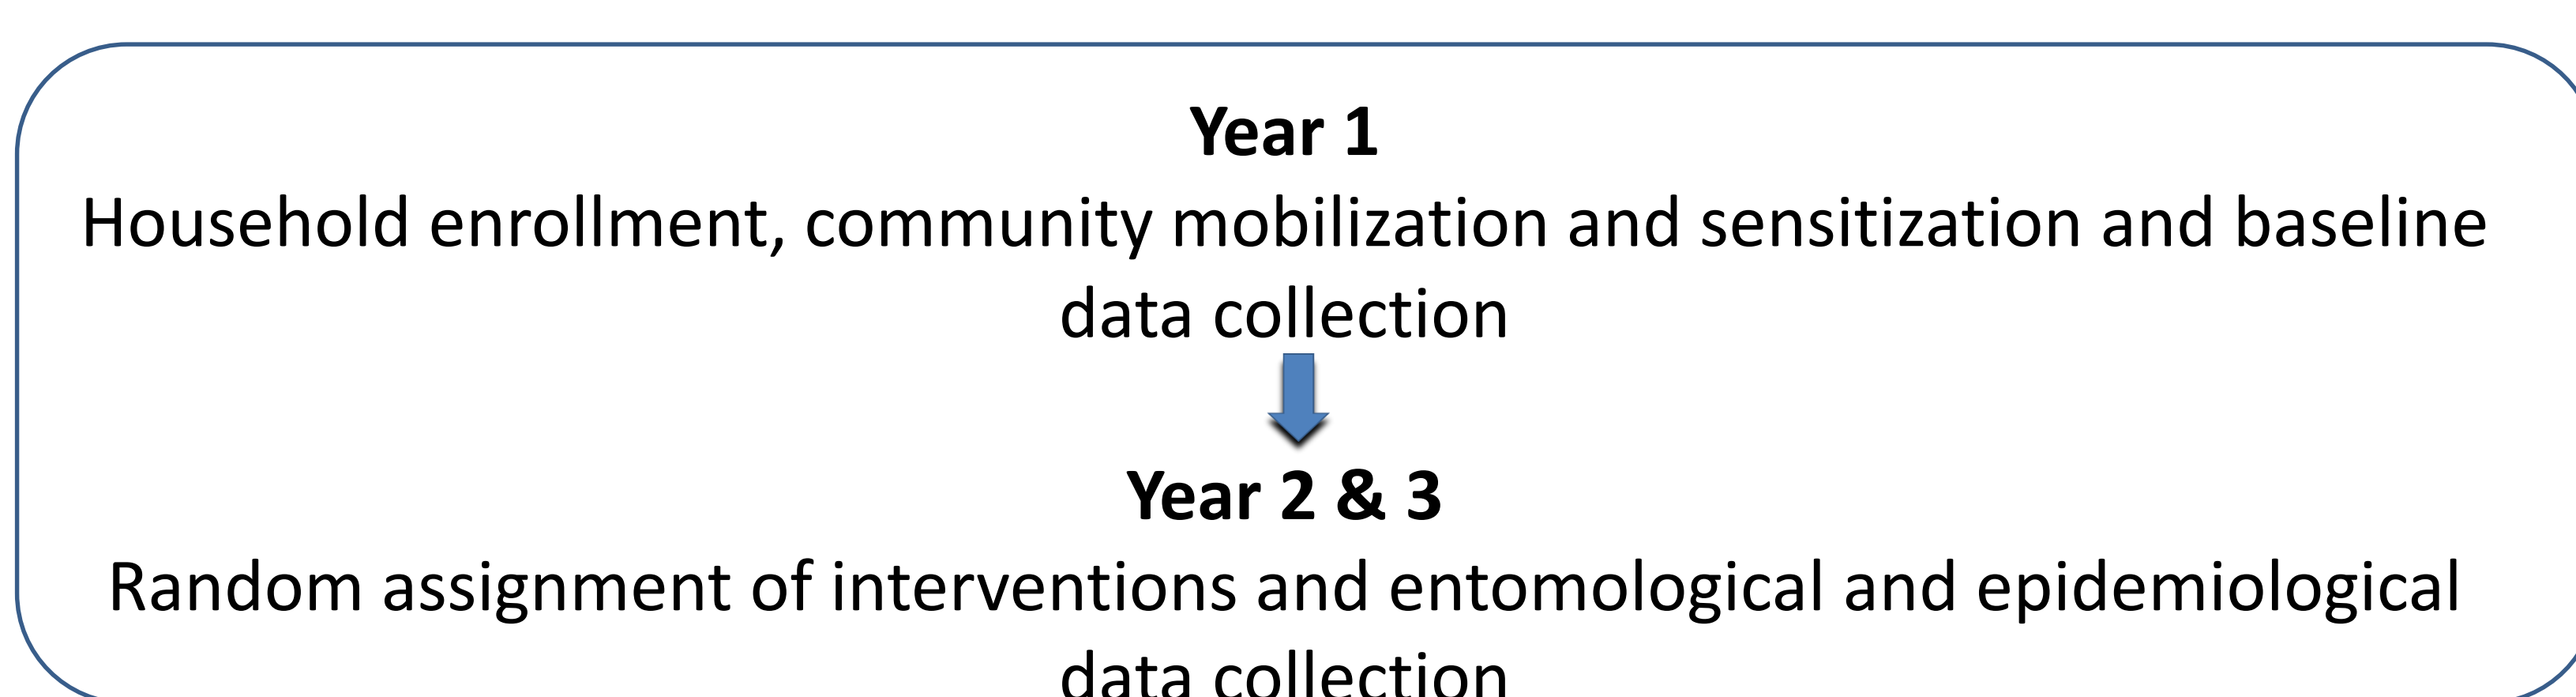 Year 1
Household enrollment, community mobilization and sensitization and baseline
data collection
Year 2 & 3
Random assignment of interventions and entomological and epidemiological
data collection